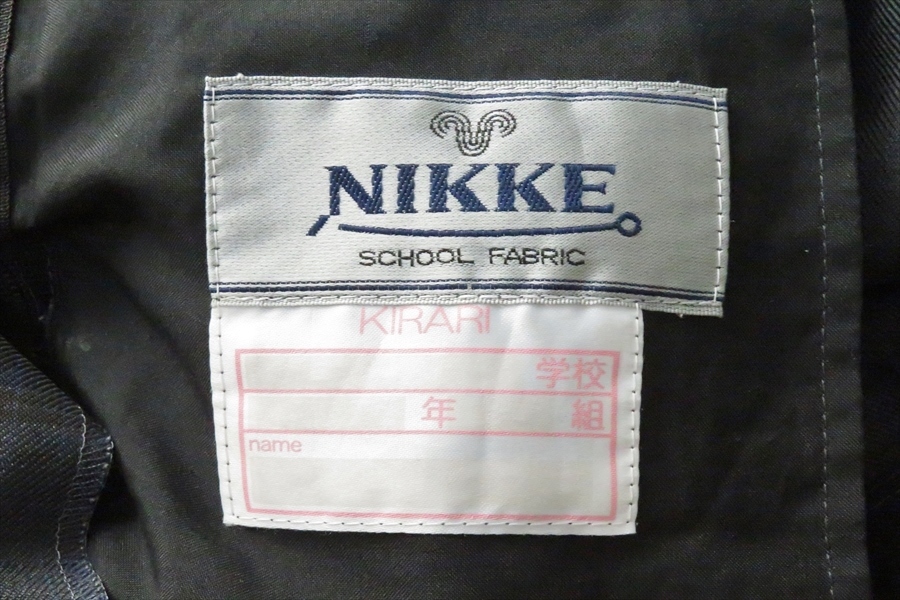 NIKKE
SCHOOL FABRIC
KIRARI
学校
年 組
name